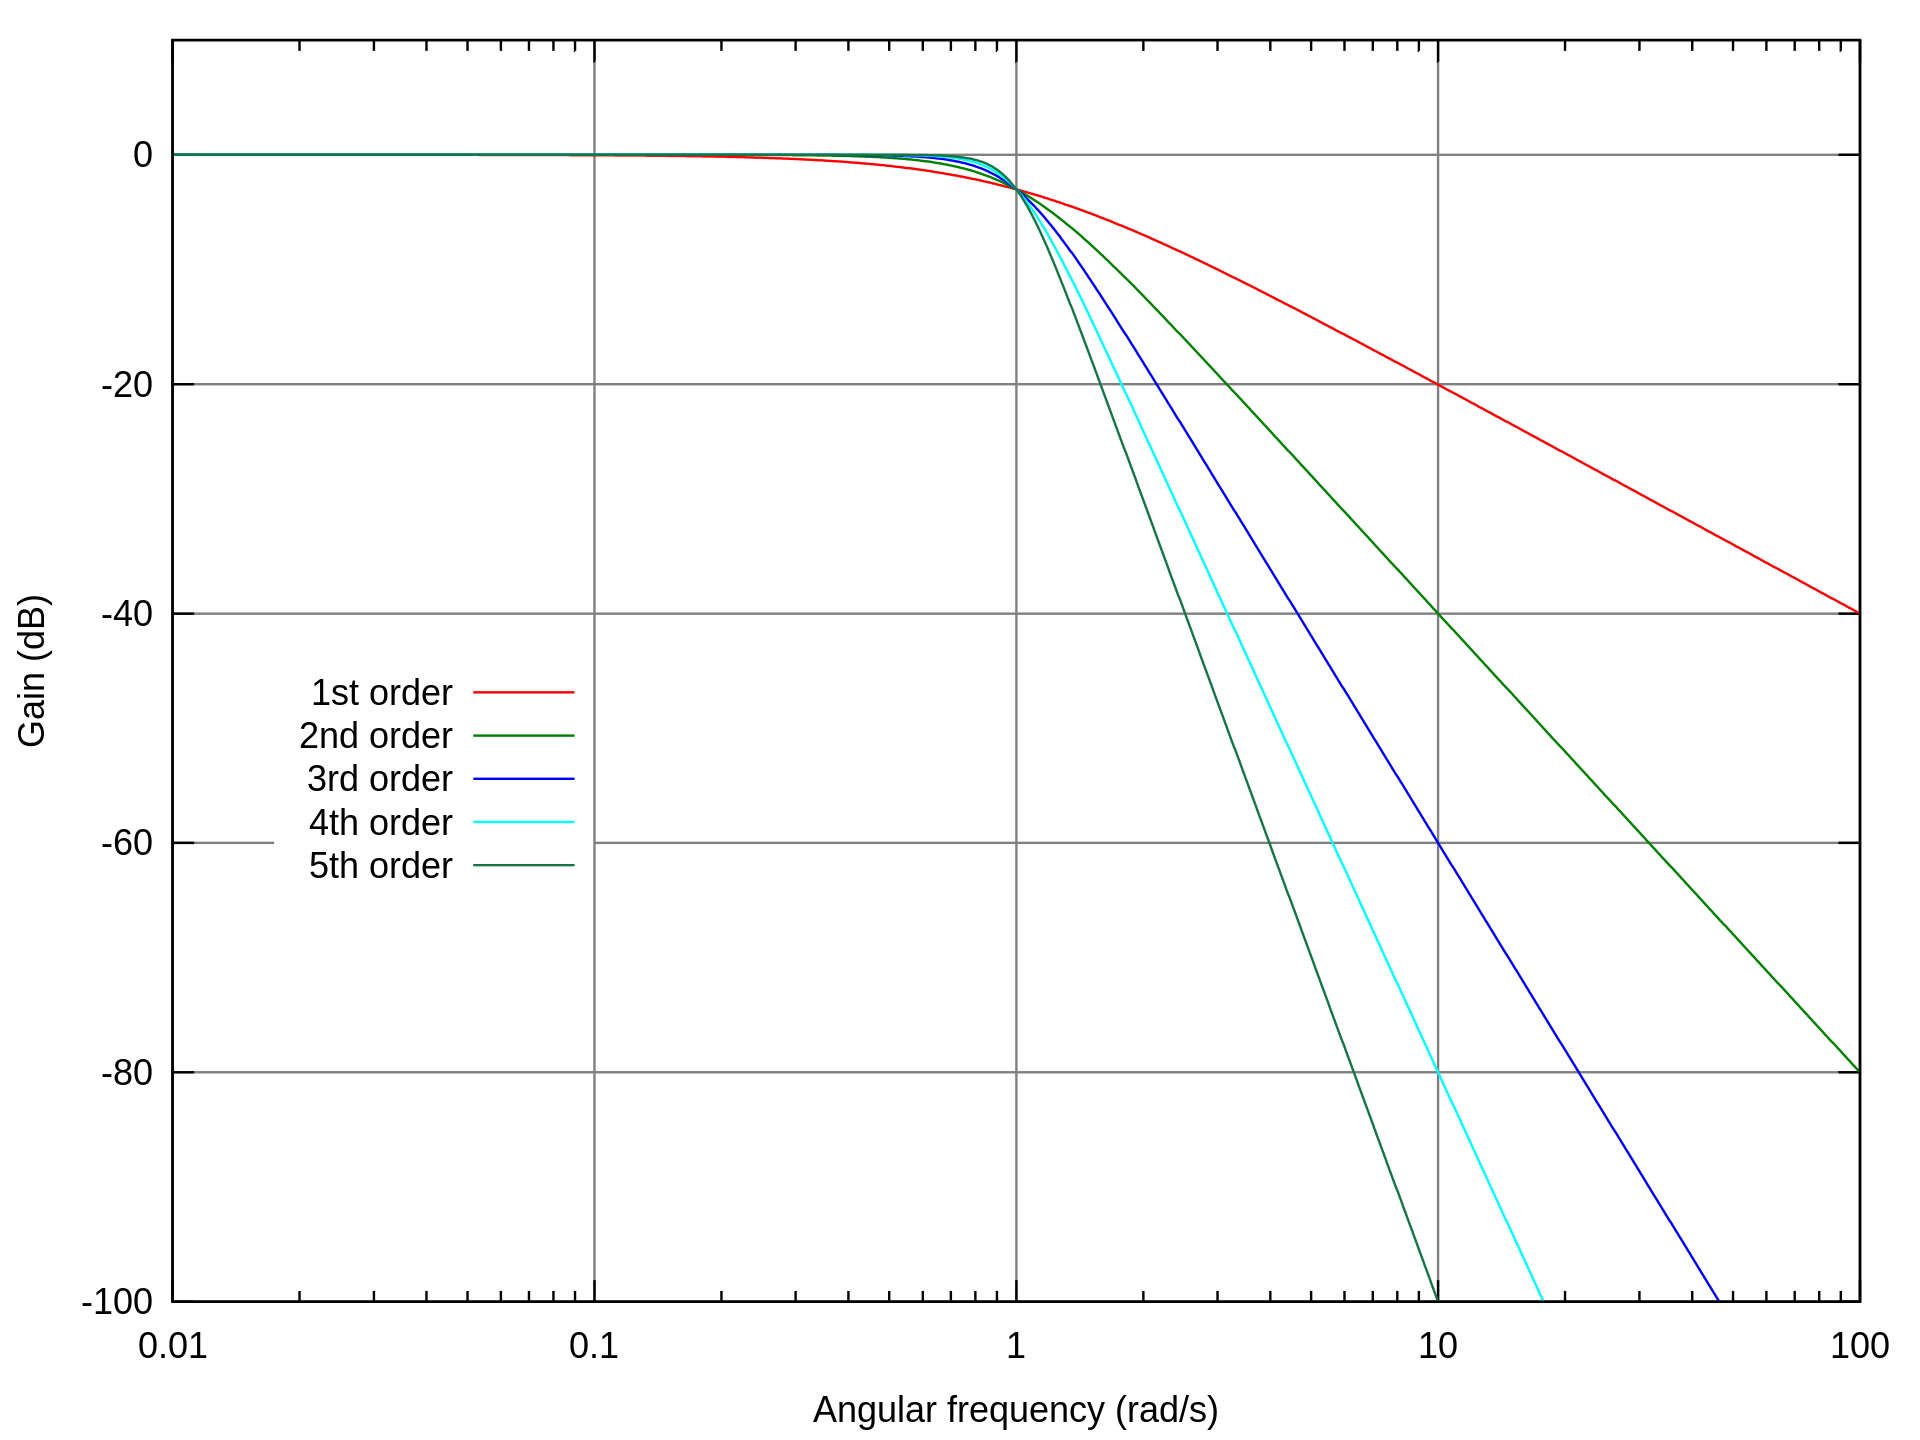 0
-20
-40
-60
-80
-100
Gain (dB)
1st order
2nd order
3rd order
4th order
5th order
0.01 0.1 1 10 100
Angular frequency (rad/s)